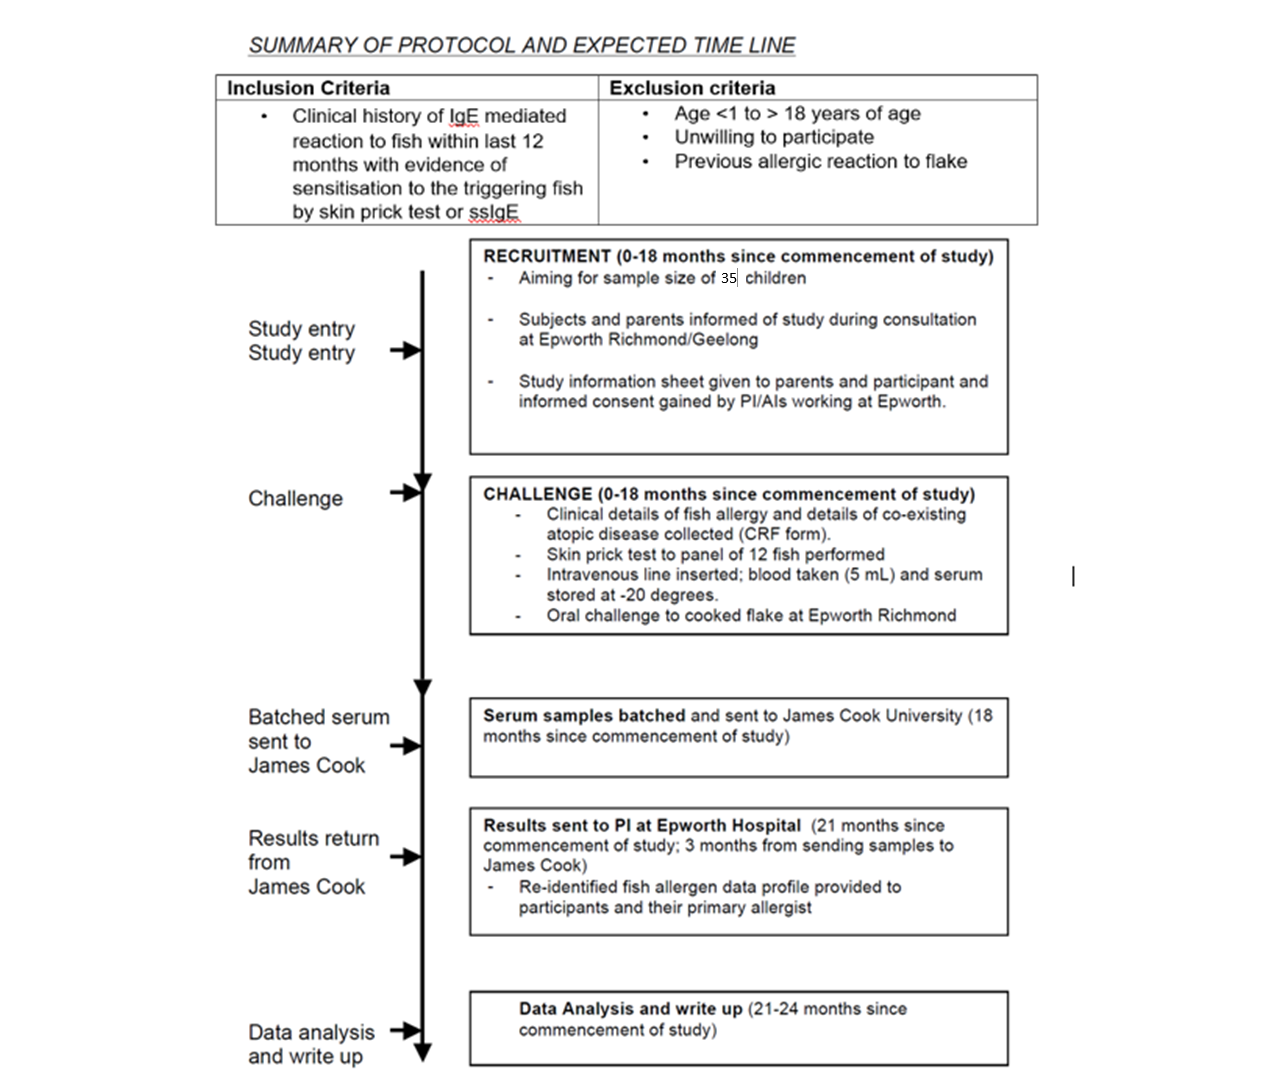 SUMMARY OF PROTOCOL AND EXPECTED TIME LINE
Inclusion Criteria
• Clinical history of IgE mediated
reaction to fish within last 12
months with evidence of
sensitisation to the triggering fish
by skin prick test or ssIgE
Exclusion criteria
• Age <1 to > 18 years of age
• Unwilling to participate
• Previous allergic reaction to flake
Study entry
Study entry
RECRUITMENT (0-18 months since commencement of study)
- Aiming for sample size of 35 children
- Subjects and parents informed of study during consultation
at Epworth Richmond/Geelong
- Study information sheet given to parents and participant and
informed consent gained by PI/AIs working at Epworth.
Challenge
CHALLENGE (0-18 months since commencement of study)
- Clinical details of fish allergy and details of co-existing
atopic disease collected (CRF form).
- Skin prick test to panel of 12 fish performed
- Intravenous line inserted; blood taken (5 mL) and serum
stored at -20 degrees.
- Oral challenge to cooked flake at Epworth Richmond
Batched serum
sent to
James Cook
Serum samples batched and sent to James Cook University (18
months since commencement of study)
Results return
from
James Cook
Results sent to PI at Epworth Hospital (21 months since
commencement of study; 3 months from sending samples to
James Cook)
- Re-identified fish allergen data profile provided to
participants and their primary allergist
Data analysis
and write up
Data Analysis and write up (21-24 months since
commencement of study)